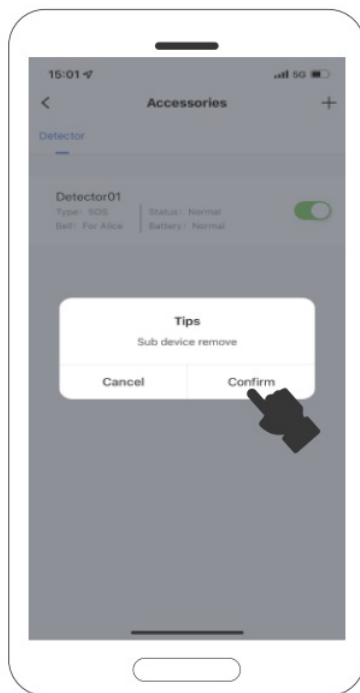 15:01 5G
< Accessories +
Detector
Detector01
Type: SOS Status: Normal
Bell: For Alice Battery: Normal
Tips
Sub device remove
Cancel Confirm